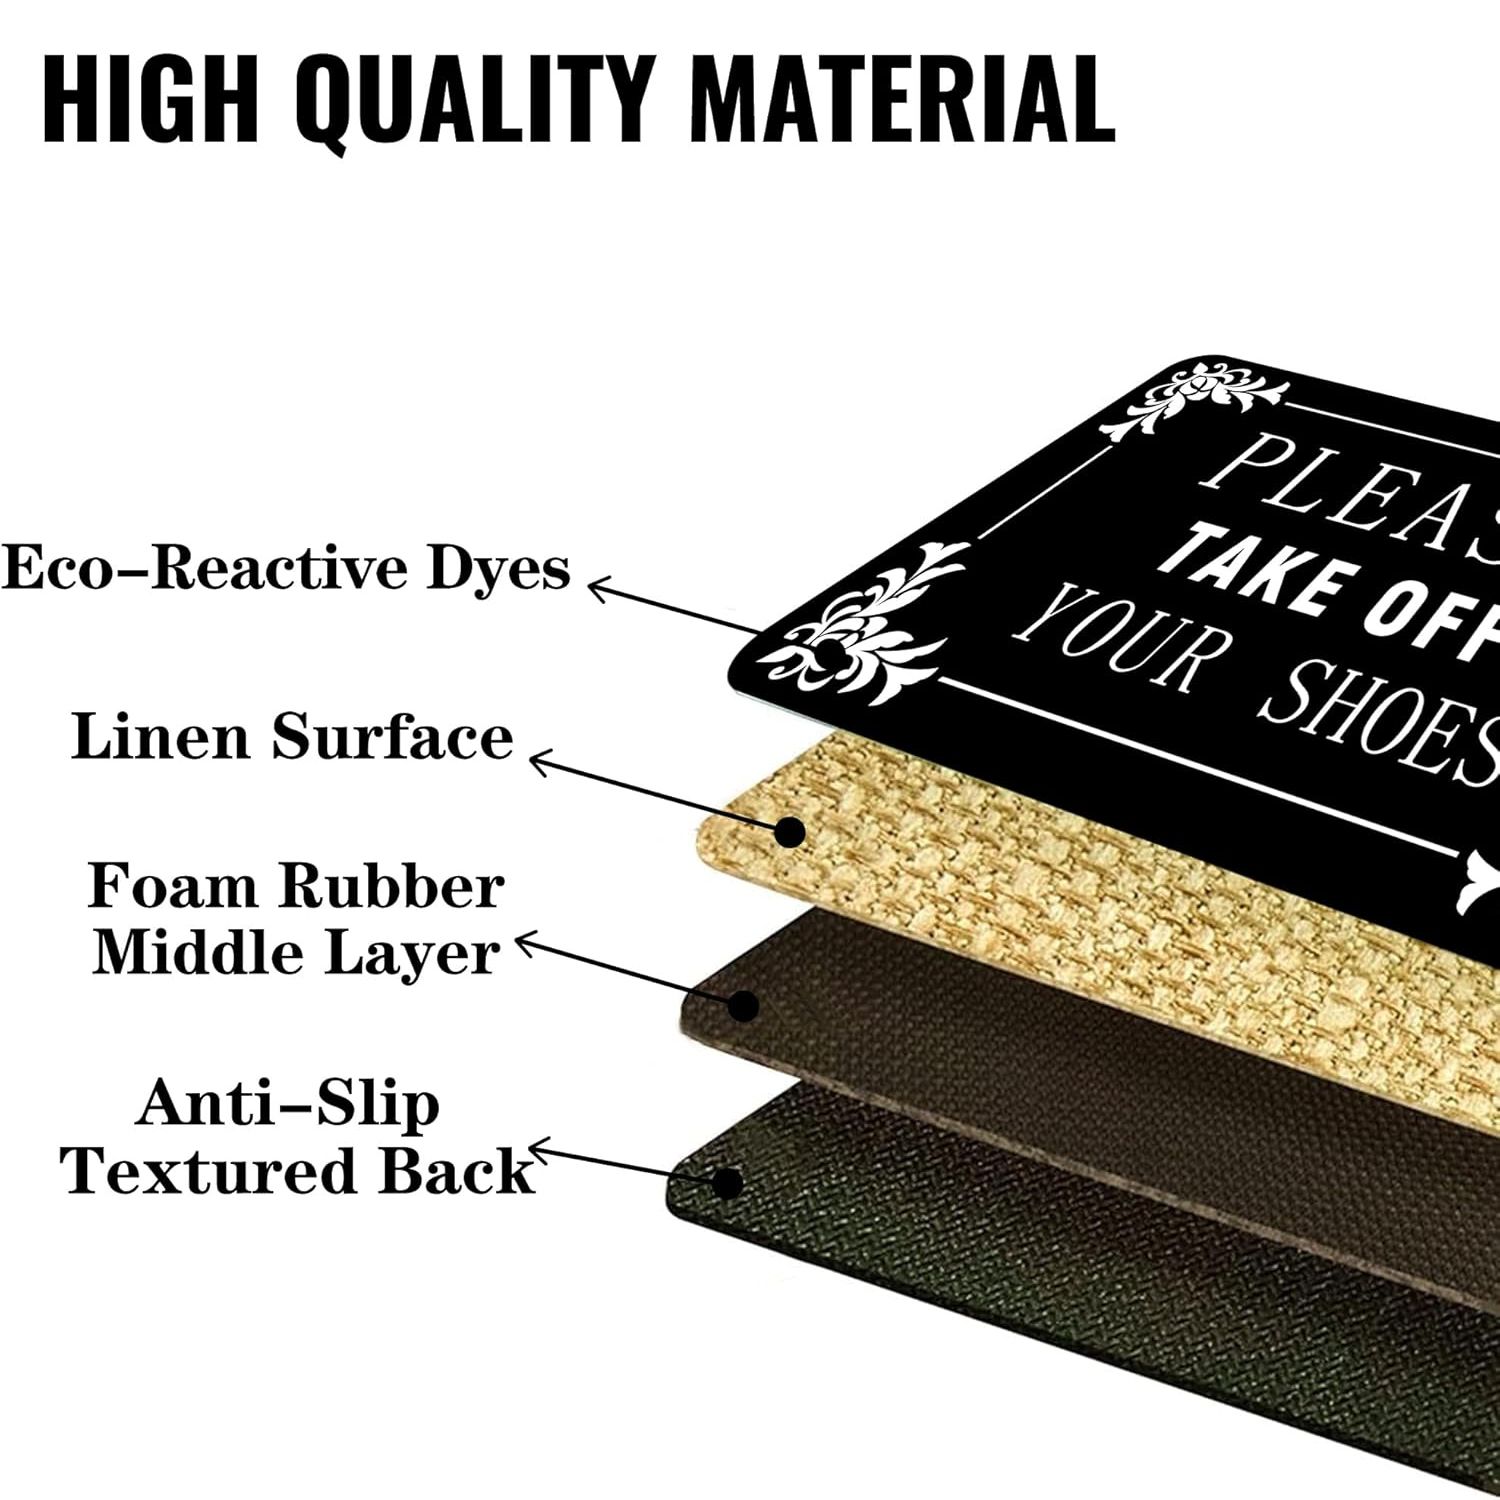 HIGH QUALITY MATERIAL
Eco-Reactive Dyes
Linen Surface
Foam Rubber
Middle Layer
Anti-Slip
Textured Back
PLEAS
TAKE OFF
YOUR SHOES